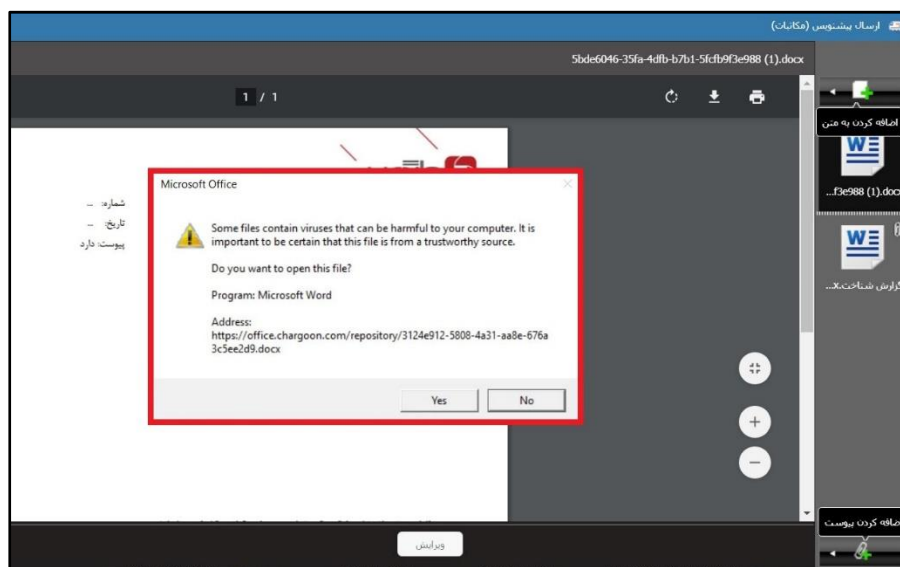 ارسال پیشنویس (مکاتبات)
5bde6046-35fa-4dfb-b7b1-5fcfb9f3e988 (1).docx
1 / 1
اضافه کردن به متن
...f3e988 (1).doc
شماره: ...
تاریخ: ...
پیوست: دارد
Microsoft Office
Some files contain viruses that can be harmful to your computer. It is
important to be certain that this file is from a trustworthy source.
Do you want to open this file?
Program: Microsoft Word
Address:
https://office.chargoon.com/repository/3124e912-5808-4a31-aa8e-676a
3c5ee2d9.docx
Yes
No
گزارش شناخت.X...
اضافه کردن پیوست
ویرایش